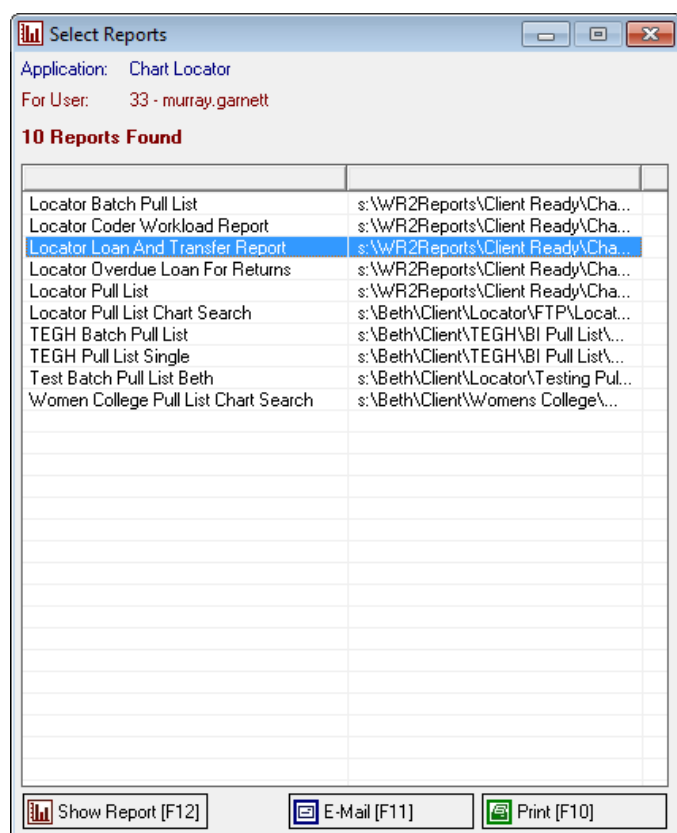 Select Reports
Application: Chart Locator
For User: 33 - murray.garnett
10 Reports Found
Locator Batch Pull List s:\WR2Reports\Client Ready\Cha...
Locator Coder Workload Report s:\WR2Reports\Client Ready\Cha...
Locator Loan And Transfer Report s:\WR2Reports\Client Ready\Cha...
Locator Overdue Loan For Returns s:\WR2Reports\Client Ready\Cha...
Locator Pull List s:\WR2Reports\Client Ready\Cha...
Locator Pull List Chart Search s:\Beth\Client\Locator\FTP\Locat...
TEGH Batch Pull List s:\Beth\Client\TEGH\BI Pull List\...
TEGH Pull List Single s:\Beth\Client\TEGH\BI Pull List\...
Test Batch Pull List Beth s:\Beth\Client\Locator\Testing Pul...
Women College Pull List Chart Search s:\Beth\Client\Womens College\...
Show Report [F12] E-Mail [F11] Print [F10]